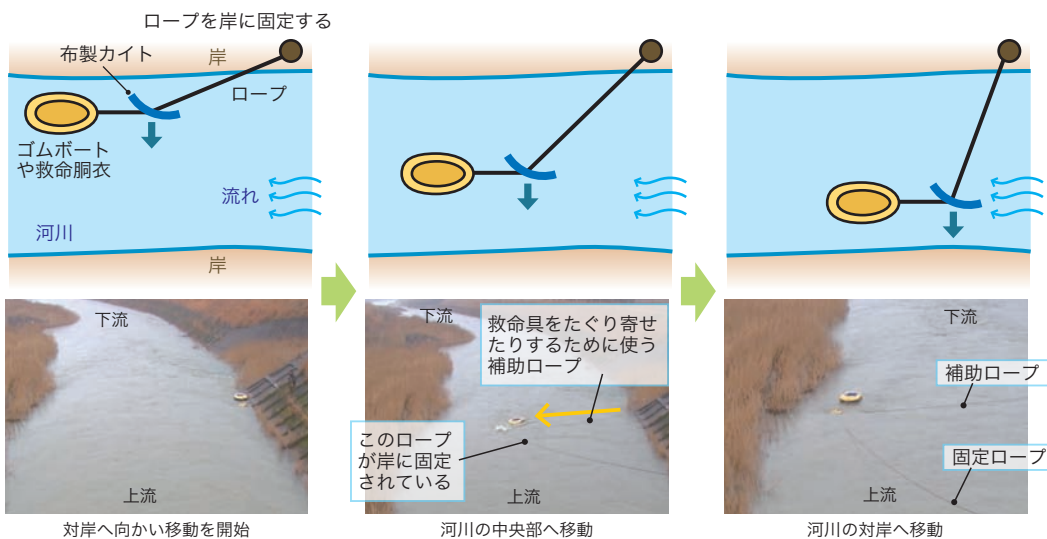 ロープを岸に固定する
布製カイト
岸
ロープ
ゴムボート
や救命胴衣
流れ
河川
岸
下流
上流
対岸へ向かい移動を開始
下流
救命具をたぐり寄せ
たりするために使う
補助ロープ
このロープ
が岸に固定
されている
上流
河川の中央部へ移動
下流
補助ロープ
固定ロープ
上流
河川の対岸へ移動